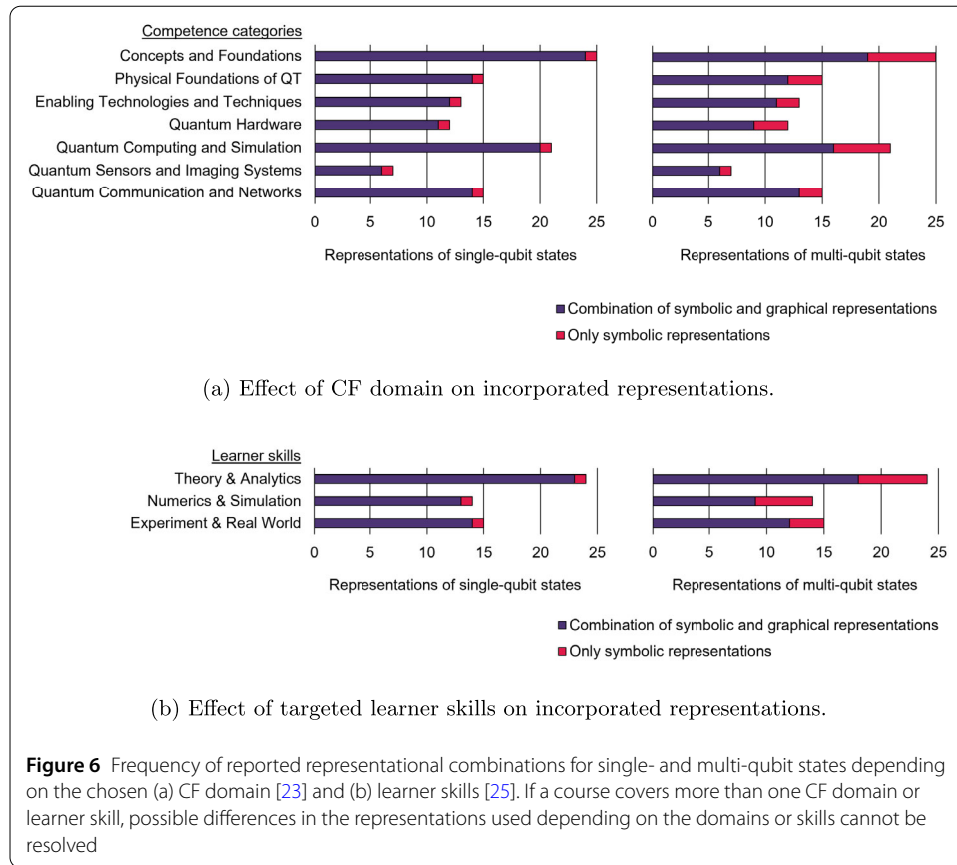 Competence categories
Concepts and Foundations
Physical Foundations of QT
Enabling Technologies and Techniques
Quantum Hardware
Quantum Computing and Simulation
Quantum Sensors and Imaging Systems
Quantum Communication and Networks
0 5 10 15 20 25 0 5 10 15 20 25
Representations of single-qubit states Representations of multi-qubit states
Combination of symbolic and graphical representations
Only symbolic representations
(a) Effect of CF domain on incorporated representations.
Learner skills
Theory & Analytics
Numerics & Simulation
Experiment & Real World
0 5 10 15 20 25 0 5 10 15 20 25
Representations of single-qubit states Representations of multi-qubit states
Combination of symbolic and graphical representations
Only symbolic representations
(b) Effect of targeted learner skills on incorporated representations.
Figure 6 Frequency of reported representational combinations for single- and multi-qubit states depending
on the chosen (a) CF domain [23] and (b) learner skills [25]. If a course covers more than one CF domain or
learner skill, possible differences in the representations used depending on the domains or skills cannot be
resolved